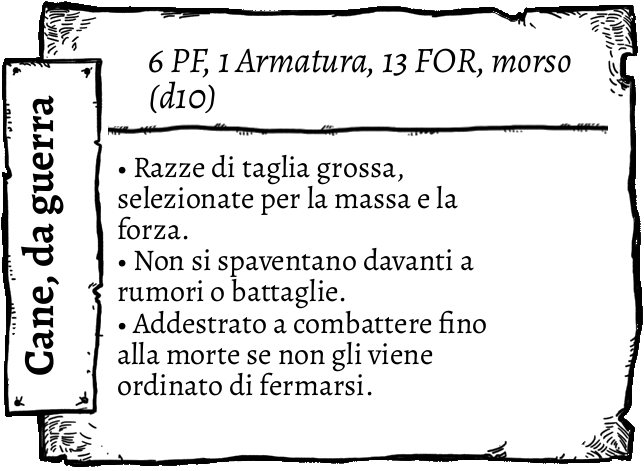 Cane, da guerra
6 PF, 1 Armatura, 13 FOR, morso
(d10)
• Razze di taglia grossa,
selezionate per la massa e la
forza.
• Non si spaventano davanti a
rumori o battaglie.
• Addestrato a combattere fino
alla morte se non gli viene
ordinato di fermarsi.